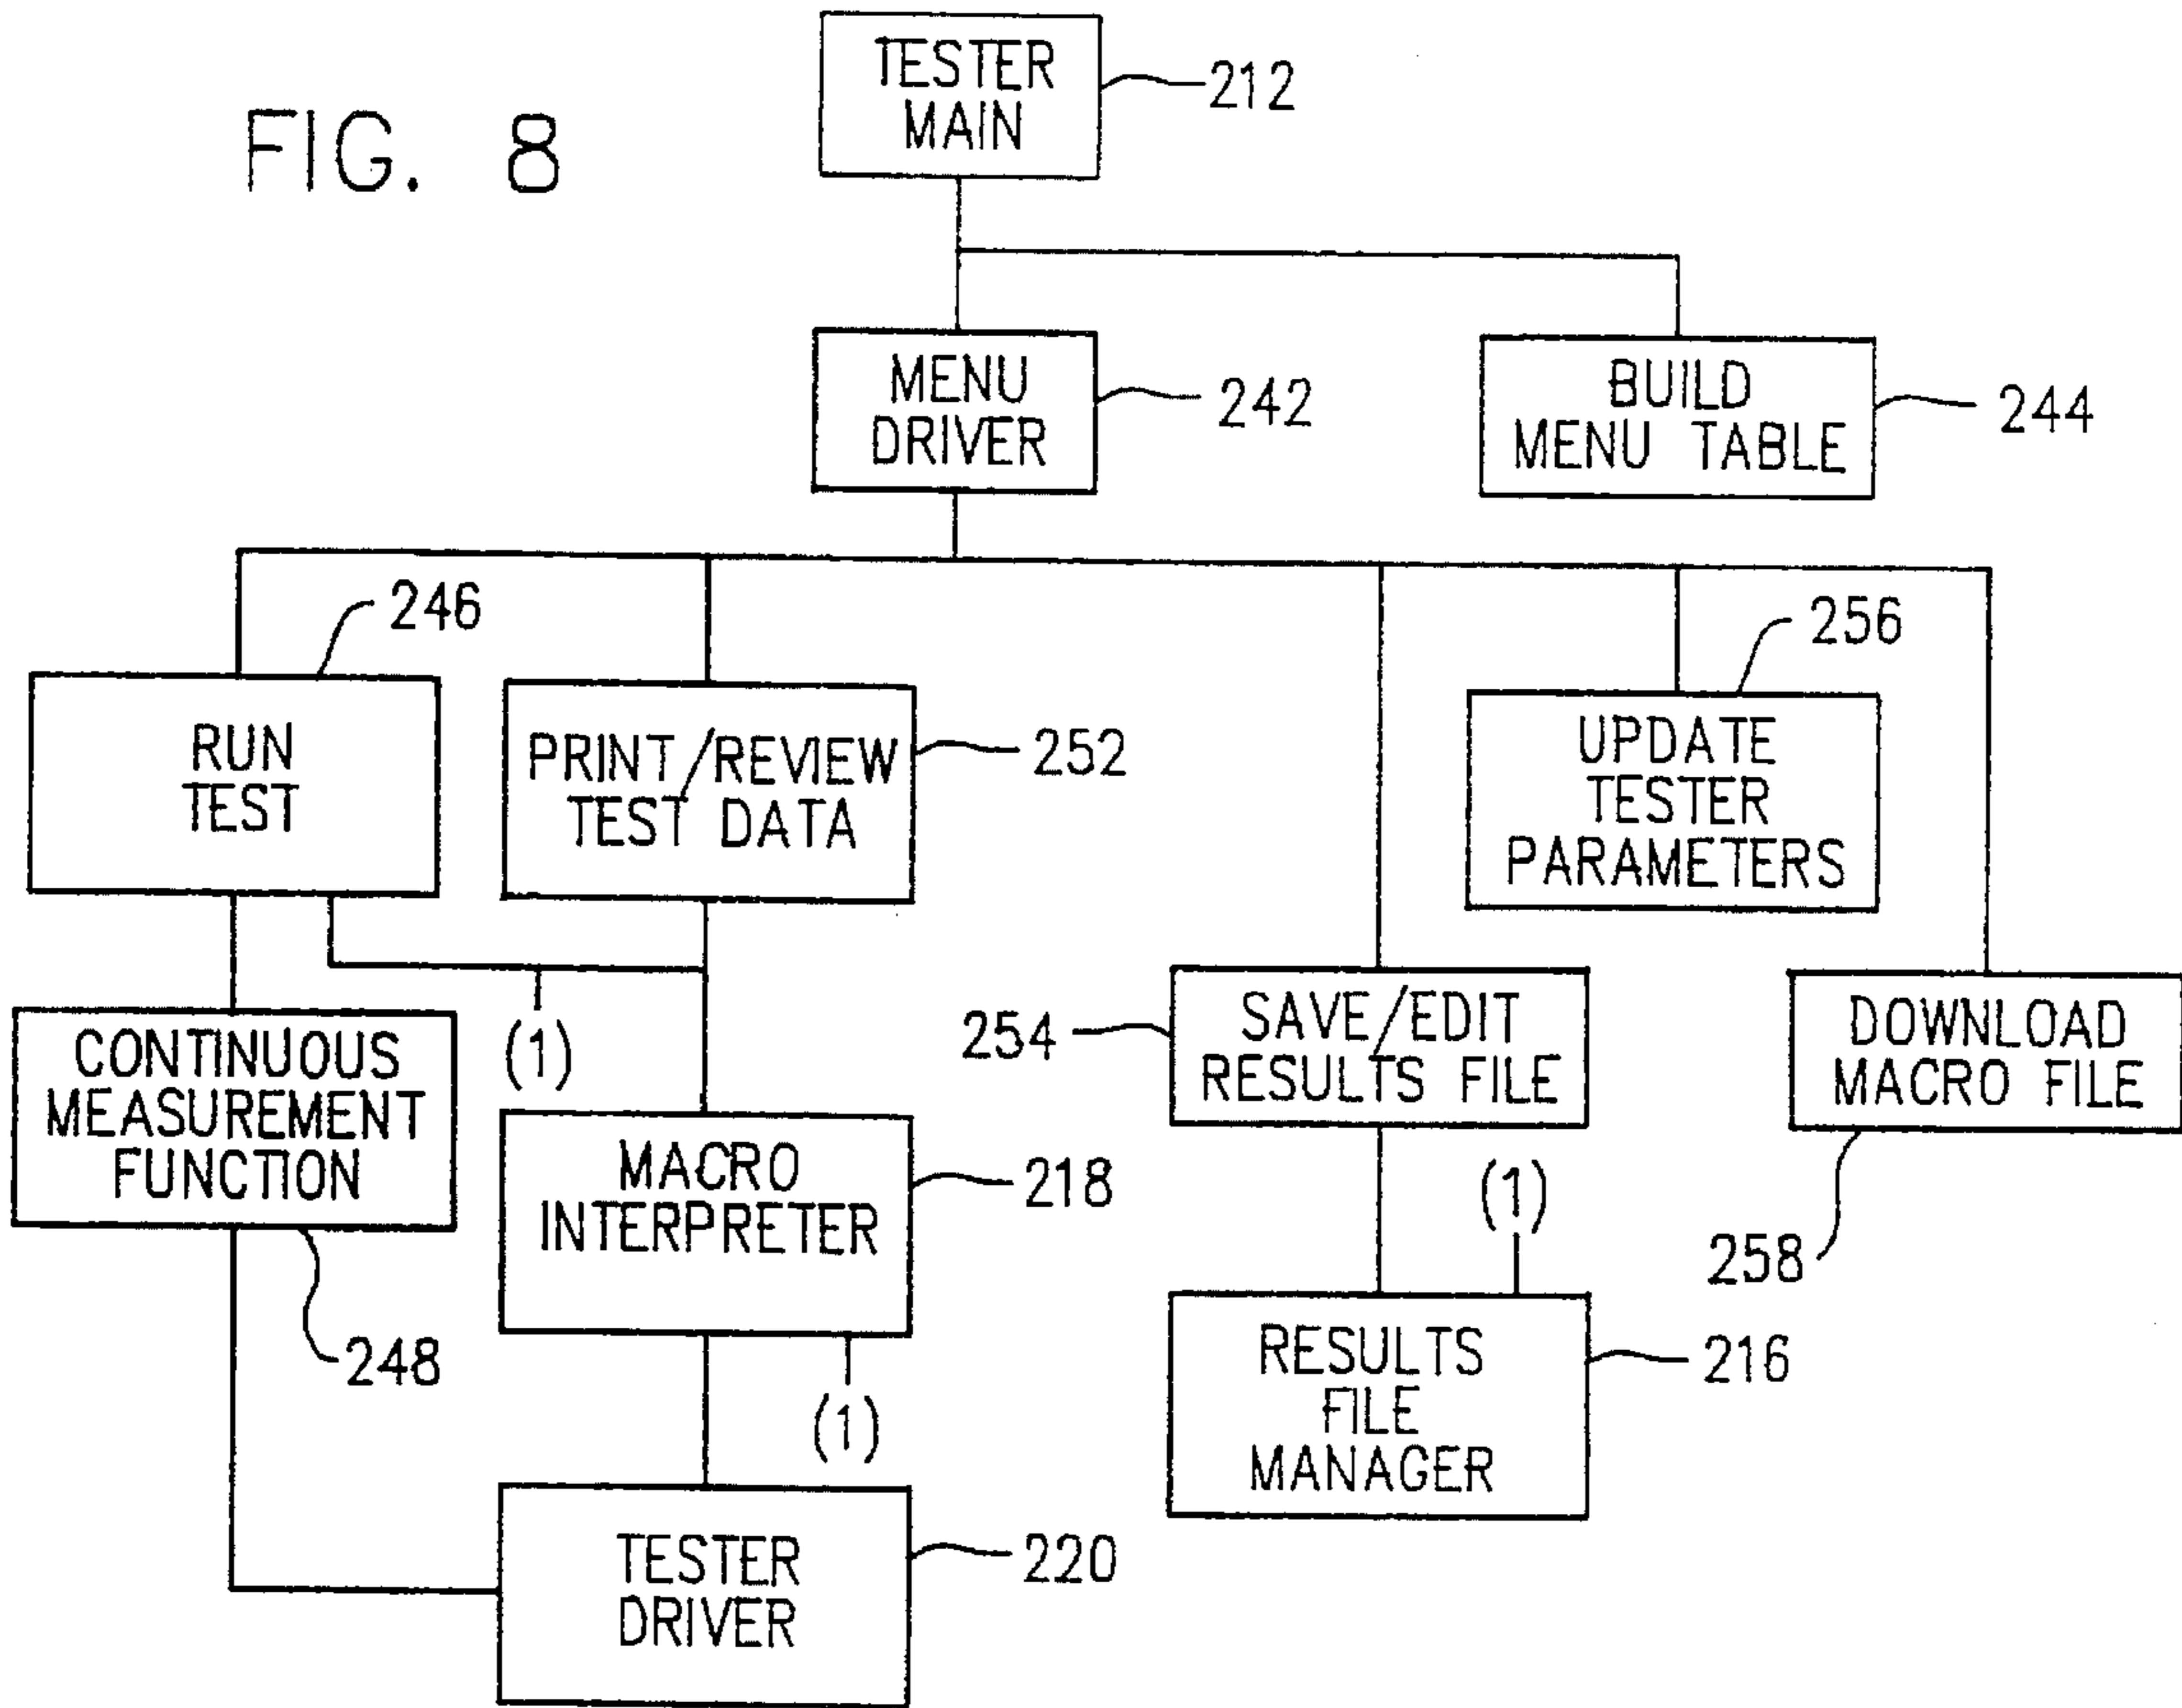 FIG. 8
TESTER
MAIN
212
MENU
DRIVER
242
BUILD
MENU TABLE
244
246
RUN
TEST
PRINT/REVIEW
TEST DATA
252
256
UPDATE
TESTER
PARAMETERS
CONTINUOUS
MEASUREMENT
FUNCTION
248
(1)
MACRO
INTERPRETER
218
(1)
254
SAVE/EDIT
RESULTS FILE
DOWNLOAD
MACRO FILE
258
(1)
RESULTS
FILE
MANAGER
216
TESTER
DRIVER
220